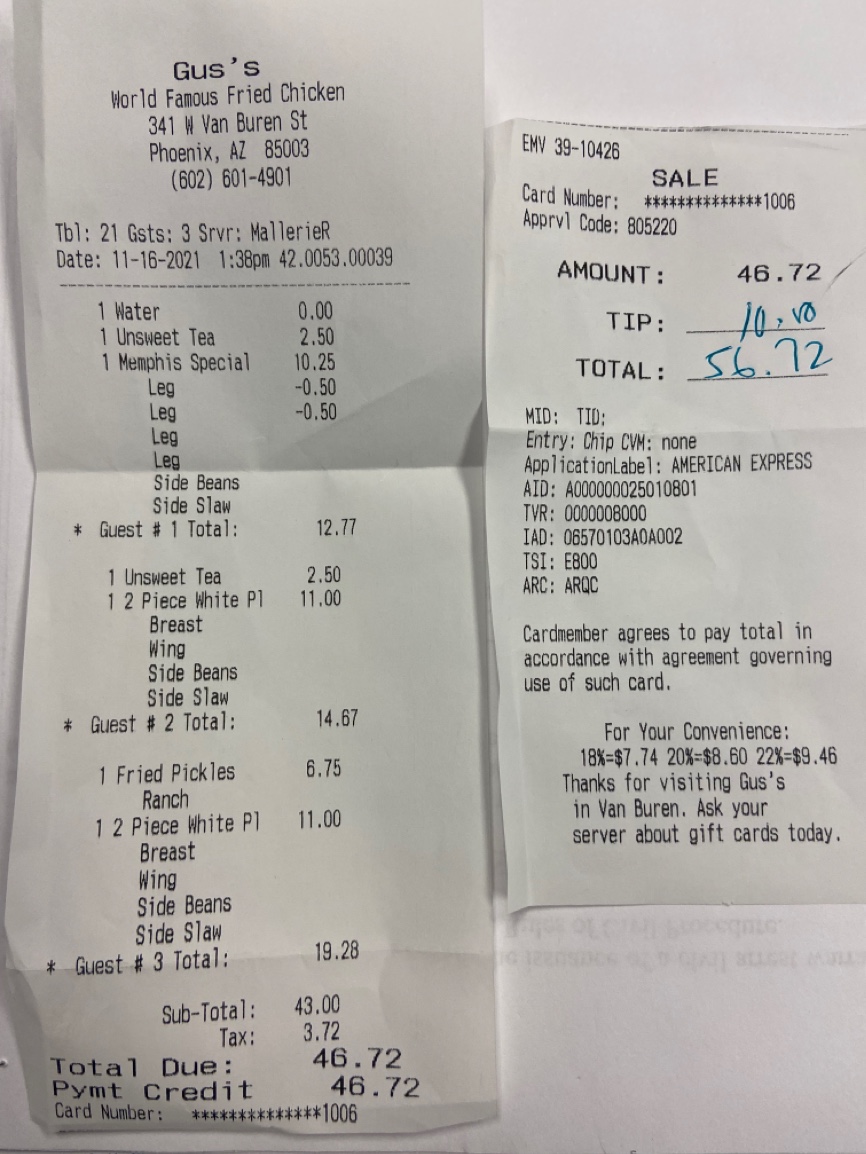 Gus's
World Famous Fried Chicken
341 W Van Buren St
Phoenix, AZ 85003
(602) 601-4901
Tbl: 21 Gsts: 3 Srvr: MallerieR
Date: 11-16-2021 1:38pm 42.0053.00039
1 Water 0.00
1 Unsweet Tea 2.50
1 Memphis Special 10.25
Leg -0.50
Leg -0.50
Leg
Leg
Side Beans
Side Slaw
* Guest # 1 Total: 12.77
1 Unsweet Tea 2.50
1 2 Piece White Pl 11.00
Breast
Wing
Side Beans
Side Slaw
* Guest # 2 Total: 14.67
1 Fried Pickles 6.75
Ranch
1 2 Piece White Pl 11.00
Breast
Wing
Side Beans
Side Slaw
* Guest # 3 Total: 19.28
Sub-Total: 43.00
Tax: 3.72
Total Due: 46.72
Pymt Credit 46.72
Card Number: **************1006
EMV 39-10426
SALE
Card Number: **************1006
Apprvl Code: 805220
AMOUNT: 46.72
TIP: 10.00
TOTAL: 56.72
MID: TID:
Entry: Chip CVM: none
ApplicationLabel: AMERICAN EXPRESS
AID: A000000025010801
TVR: 0000008000
IAD: 06570103A0A002
TSI: E800
ARC: ARQC
Cardmember agrees to pay total in
accordance with agreement governing
use of such card.
For Your Convenience:
18%=$7.74 20%=$8.60 22%=$9.46
Thanks for visiting Gus's
in Van Buren. Ask your
server about gift cards today.